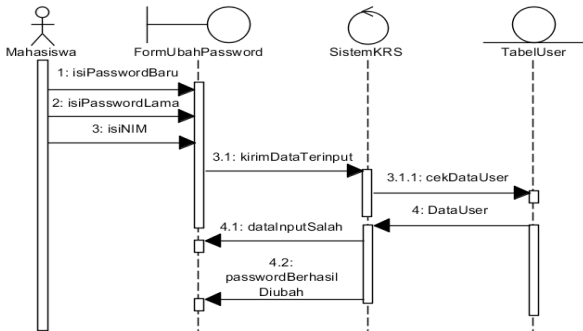 Mahasiswa
FormUbahPassword
SistemKRS
TabelUser
1: isiPasswordBaru
2: isiPasswordLama
3: isiNIM
3.1: kirimDataTerinput
3.1.1: cekDataUser
4: DataUser
4.1: dataInputSalah
4.2:
passwordBerhasil
Diubah